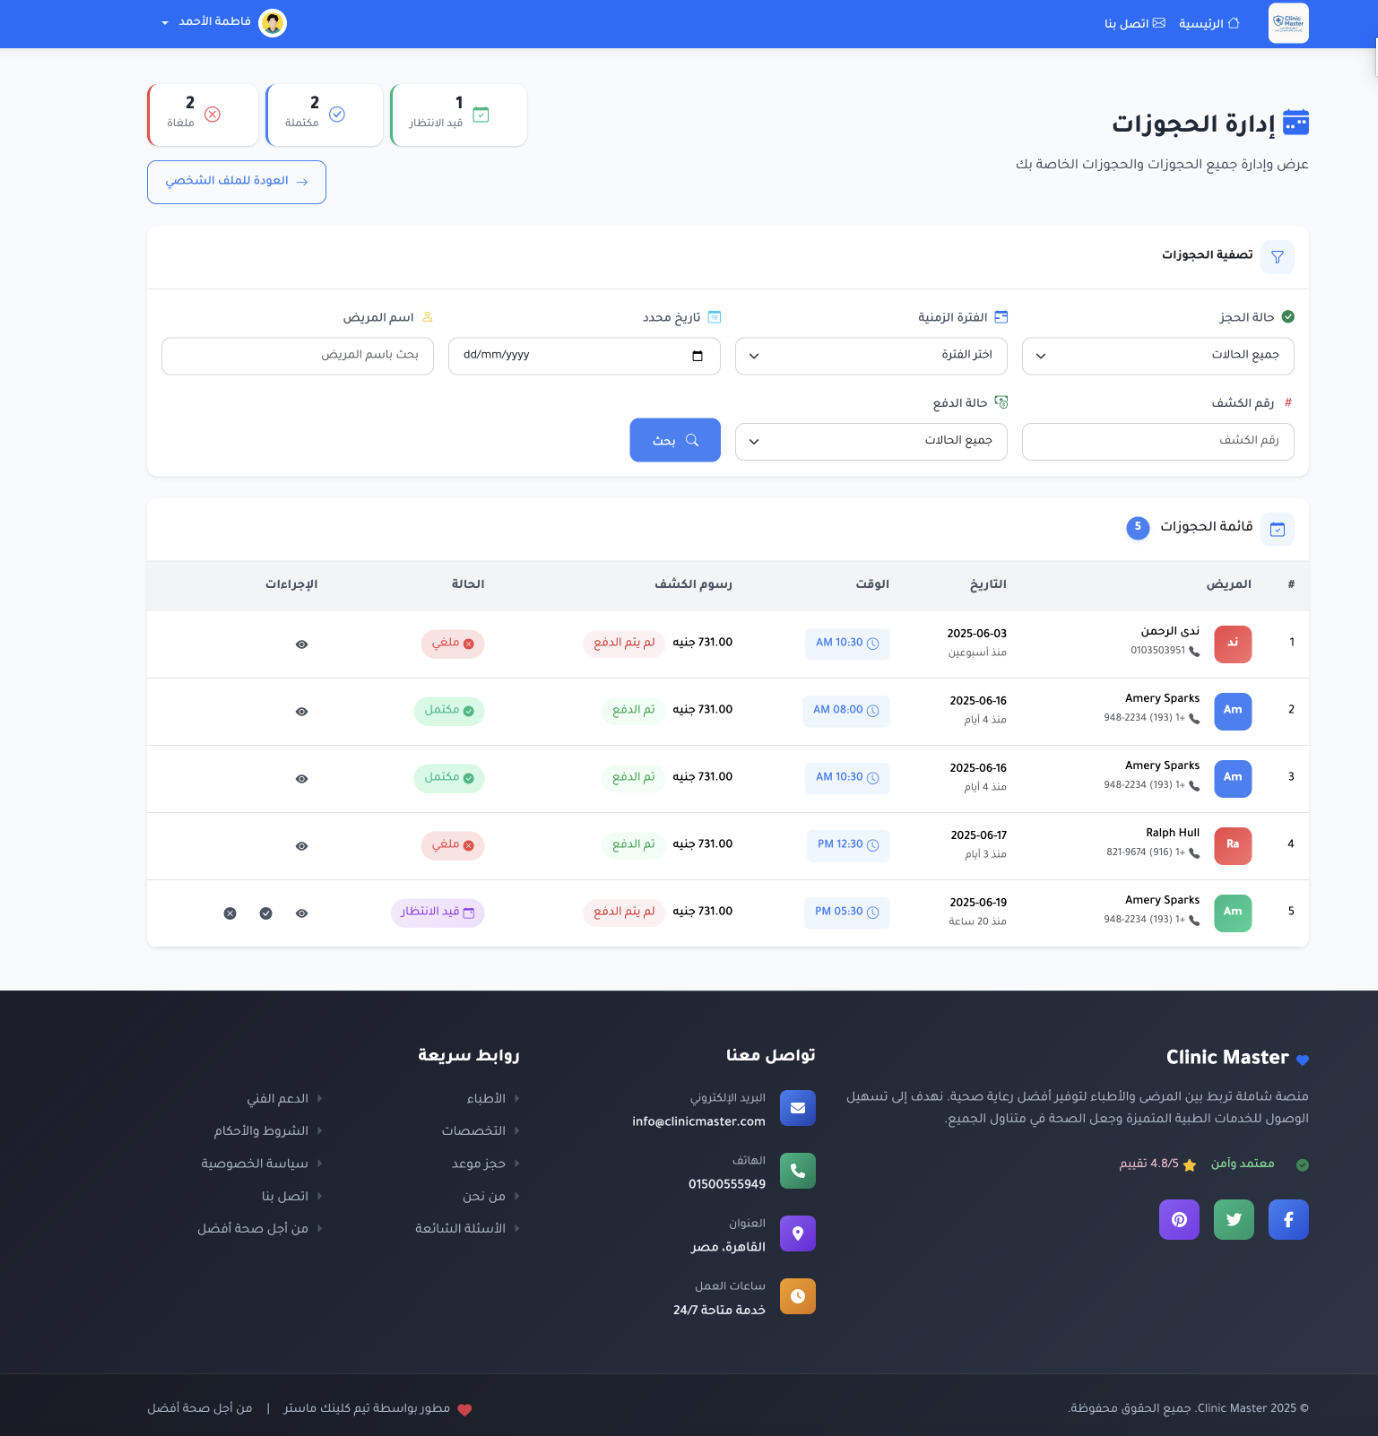 Clinic Master
الرئيسية
اتصل بنا
فاطمة الأحمد
إدارة الحجوزات
عرض وإدارة جميع الحجوزات والحجوزات الخاصة بك
1
قيد الانتظار
2
مكتملة
2
ملغاة
العودة للملف الشخصي
تصفية الحجوزات
حالة الحجز
جميع الحالات
الفترة الزمنية
اختر الفترة
تاريخ محدد
dd/mm/yyyy
اسم المريض
بحث باسم المريض
# رقم الكشف
رقم الكشف
حالة الدفع
جميع الحالات
بحث
قائمة الحجوزات 5
# المريض التاريخ الوقت رسوم الكشف الحالة الإجراءات
1 ند ندى الرحمن 2025-06-03 10:30 AM 731.00 جنيه لم يتم الدفع ملغي
0103503951 منذ أسبوعين
2 Am Amery Sparks 2025-06-16 08:00 AM 731.00 جنيه تم الدفع مكتمل
+1 (193) 948-2234 منذ 4 أيام
3 Am Amery Sparks 2025-06-16 10:30 AM 731.00 جنيه تم الدفع مكتمل
+1 (193) 948-2234 منذ 4 أيام
4 Ra Ralph Hull 2025-06-17 12:30 PM 731.00 جنيه تم الدفع ملغي
+1 (916) 821-9674 منذ 3 أيام
5 Am Amery Sparks 2025-06-19 05:30 PM 731.00 جنيه لم يتم الدفع قيد الانتظار
+1 (193) 948-2234 منذ 20 ساعة
Clinic Master
منصة شاملة تربط بين المرضى والأطباء لتوفير أفضل رعاية صحية. نهدف إلى تسهيل
الوصول للخدمات الطبية المتميزة وجعل الصحة في متناول الجميع.
معتمد وآمن
4.8/5 تقييم
تواصل معنا
البريد الإلكتروني
info@clinicmaster.com
الهاتف
01500555949
العنوان
القاهرة، مصر
ساعات العمل
خدمة متاحة 24/7
روابط سريعة
الأطباء
التخصصات
حجز موعد
من نحن
الأسئلة الشائعة
الدعم الفني
الشروط والأحكام
سياسة الخصوصية
اتصل بنا
من أجل صحة أفضل
© 2025 Clinic Master. جميع الحقوق محفوظة.
مطور بواسطة تيم كلينك ماستر | من أجل صحة أفضل